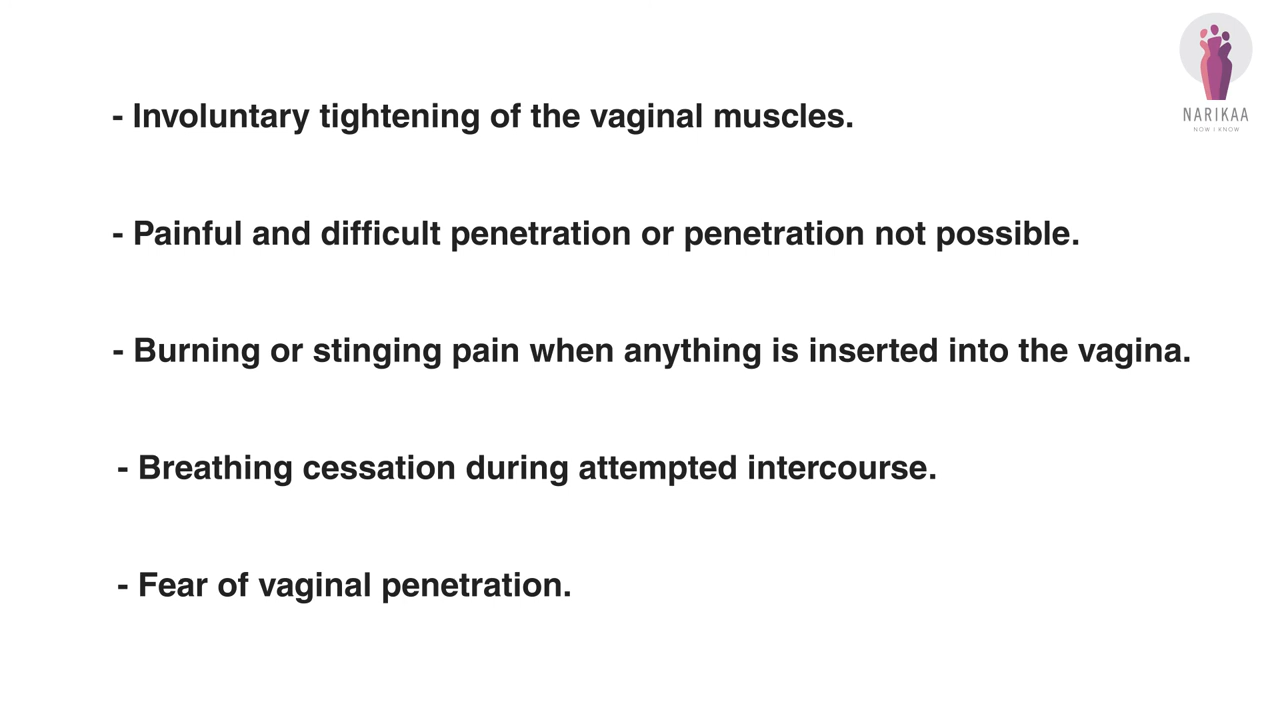 NARIKAA
NOW I KNOW
- Involuntary tightening of the vaginal muscles.
- Painful and difficult penetration or penetration not possible.
- Burning or stinging pain when anything is inserted into the vagina.
- Breathing cessation during attempted intercourse.
- Fear of vaginal penetration.